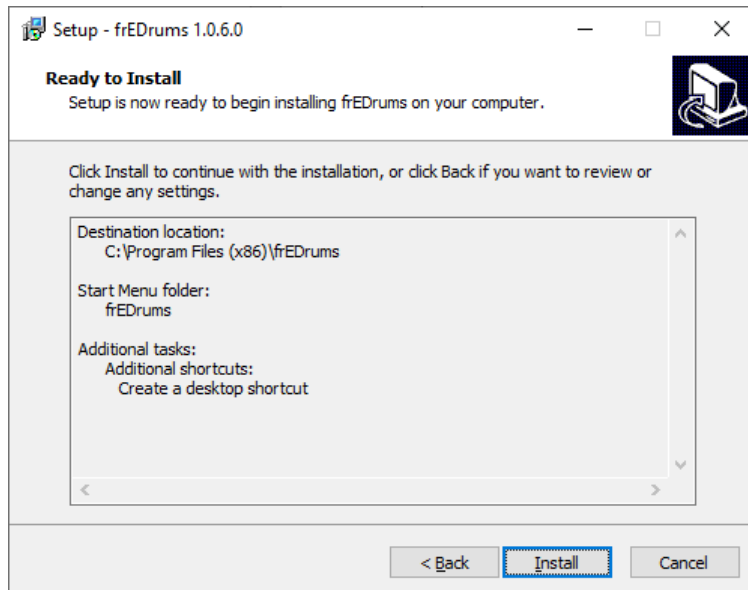 Setup - frEDrums 1.0.6.0
Ready to Install
Setup is now ready to begin installing frEDrums on your computer.
Click Install to continue with the installation, or click Back if you want to review or
change any settings.
Destination location:
C:\Program Files (x86)\frEDrums
Start Menu folder:
frEDrums
Additional tasks:
Additional shortcuts:
Create a desktop shortcut
< Back
Install
Cancel